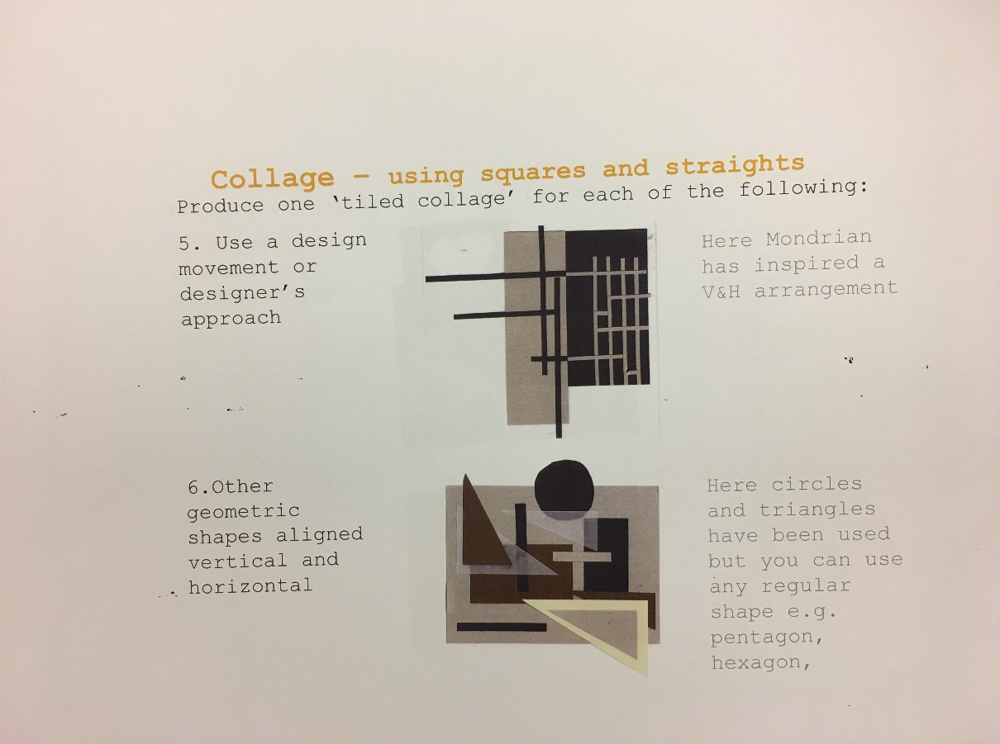 Collage – using squares and straights
Produce one 'tiled collage' for each of the following:
5. Use a design
movement or
designer's
approach
Here Mondrian
has inspired a
V&H arrangement
6.Other
geometric
shapes aligned
vertical and
horizontal
Here circles
and triangles
have been used
but you can use
any regular
shape e.g.
pentagon,
hexagon,